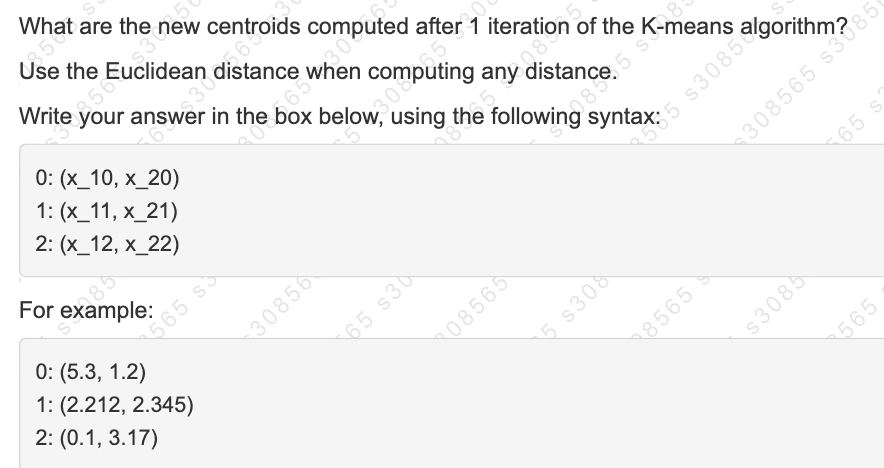 What are the new centroids computed after 1 iteration of the K-means algorithm?
Use the Euclidean distance when computing any distance.
Write your answer in the box below, using the following syntax:
0: (x_10, x_20)
1: (x_11, x_21)
2: (x_12, x_22)
For example:
0: (5.3, 1.2)
1: (2.212, 2.345)
2: (0.1, 3.17)